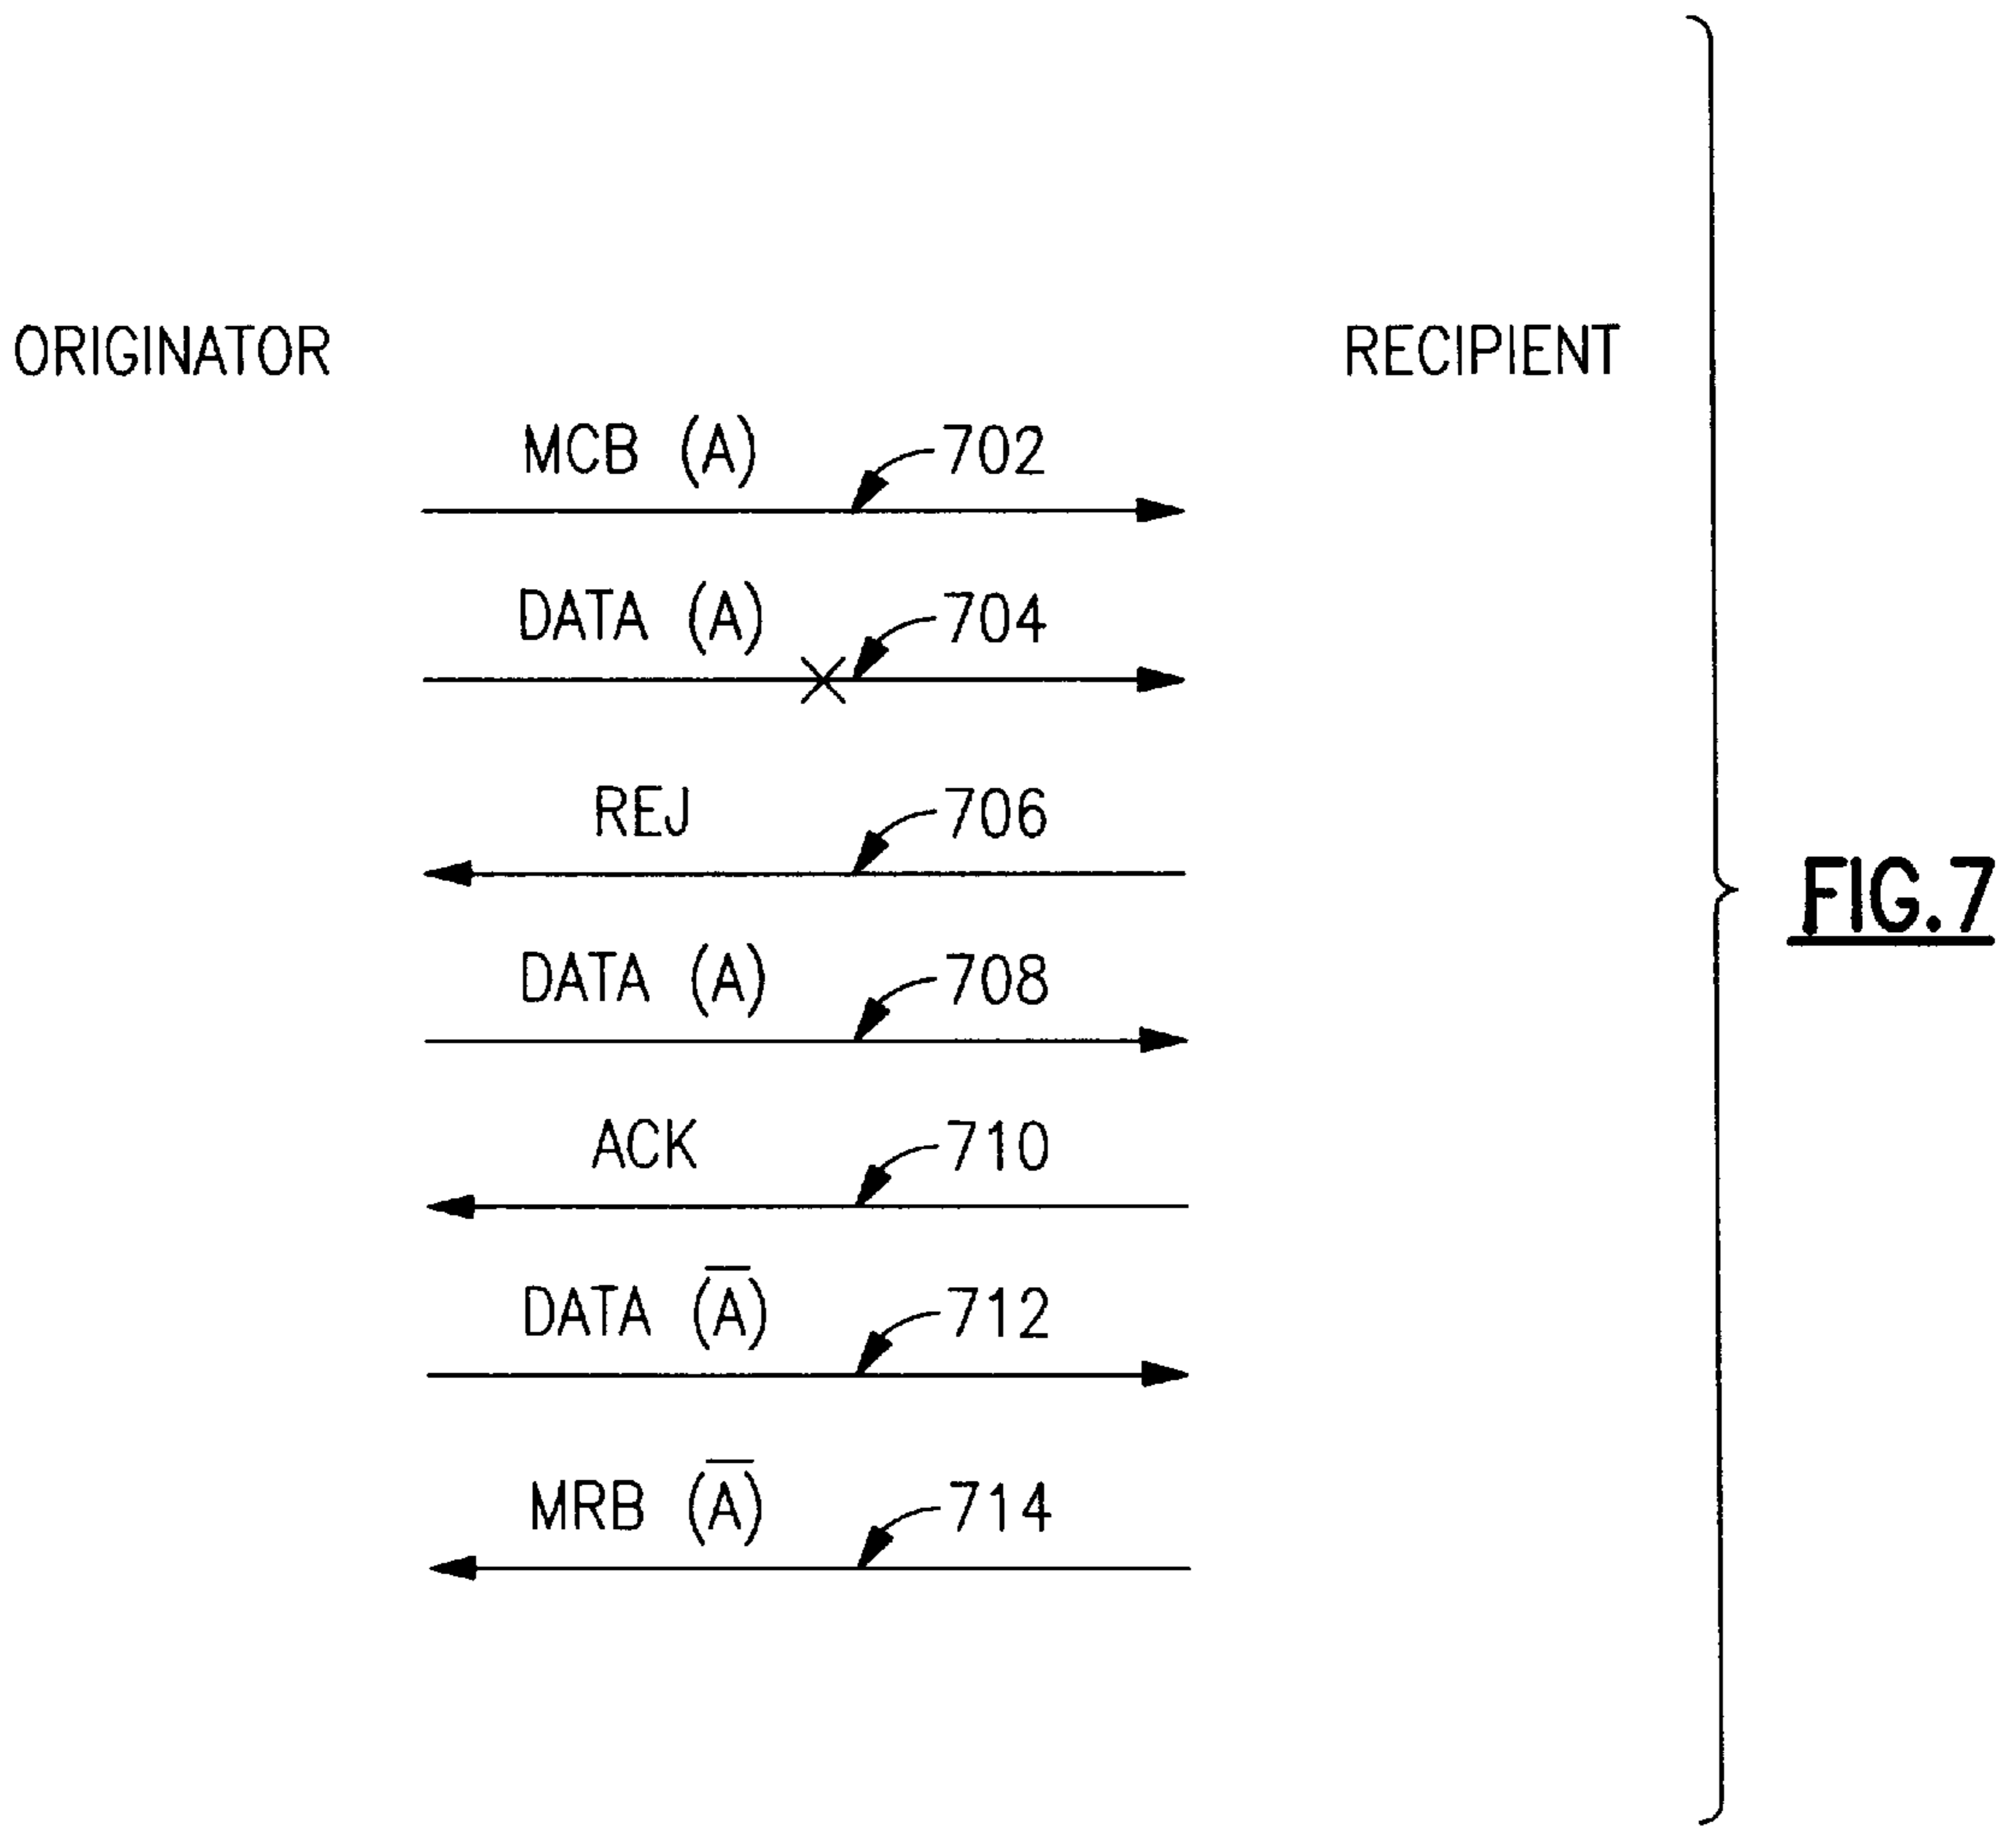 ORIGINATOR RECIPIENT
MCB (A) 702
DATA (A) 704
REJ 706
DATA (A) 708
ACK 710
DATA (A̅) 712
MRB (A̅) 714
FIG.7